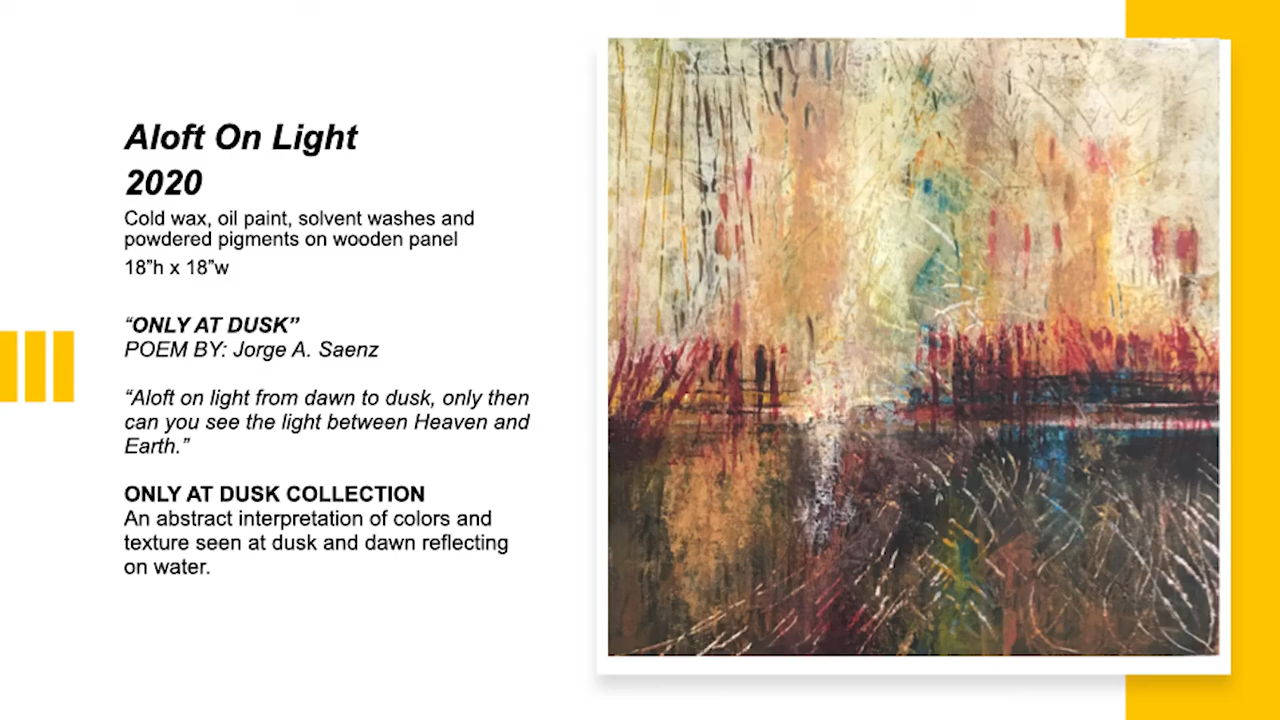 Aloft On Light
2020
Cold wax, oil paint, solvent washes and
powdered pigments on wooden panel
18”h x 18”w
“ONLY AT DUSK”
POEM BY: Jorge A. Saenz
“Aloft on light from dawn to dusk, only then
can you see the light between Heaven and
Earth.”
ONLY AT DUSK COLLECTION
An abstract interpretation of colors and
texture seen at dusk and dawn reflecting
on water.